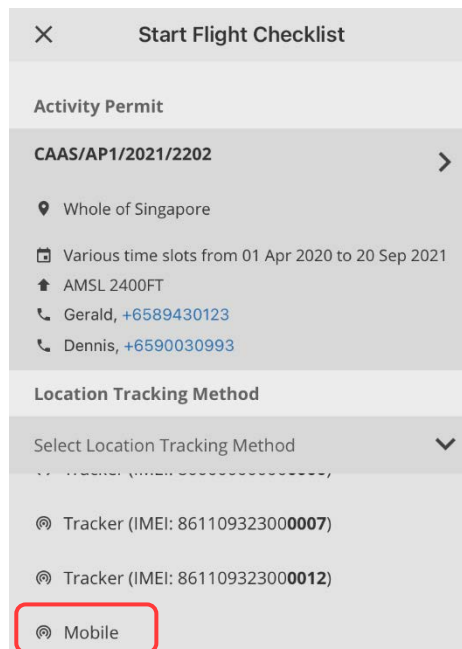 Start Flight Checklist
Activity Permit
CAAS/AP1/2021/2202
Whole of Singapore
Various time slots from 01 Apr 2020 to 20 Sep 2021
AMSL 2400FT
Gerald, +6589430123
Dennis, +6590030993
Location Tracking Method
Select Location Tracking Method
Tracker (IMEI: 861109323000007)
Tracker (IMEI: 861109323000012)
Mobile